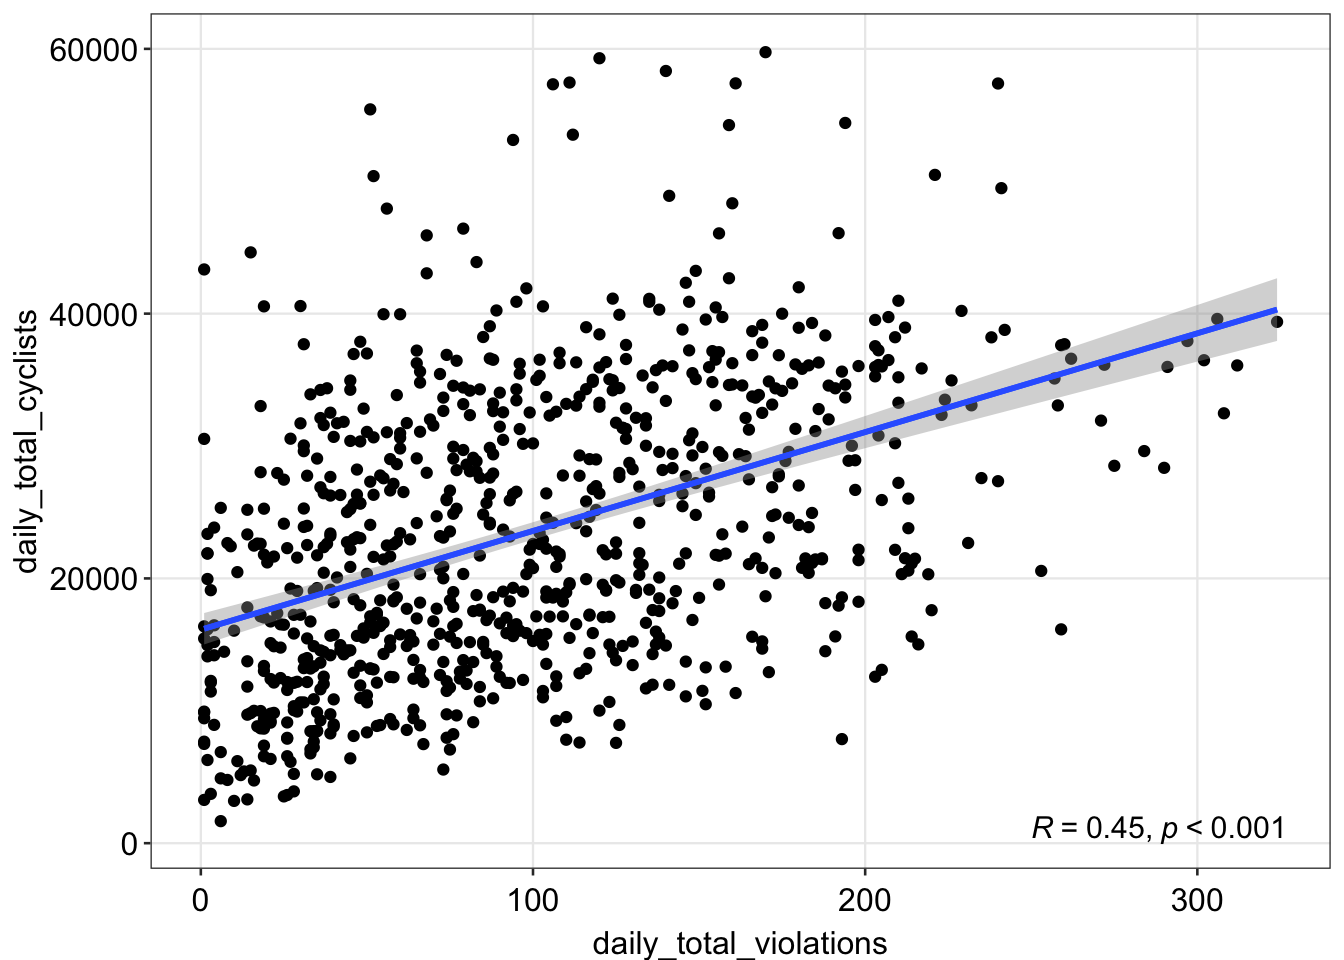 60000
40000
20000
0
daily_total_cyclists
R = 0.45, p < 0.001
0 100 200 300
daily_total_violations